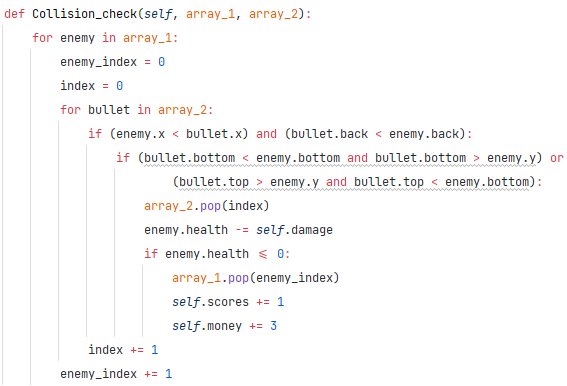 def Collision_check(self, array_1, array_2):
    for enemy in array_1:
        enemy_index = 0
        index = 0
        for bullet in array_2:
            if (enemy.x < bullet.x) and (bullet.back < enemy.back):
                if (bullet.bottom < enemy.bottom and bullet.bottom > enemy.y) or
                        (bullet.top > enemy.y and bullet.top < enemy.bottom):
                    array_2.pop(index)
                    enemy.health -= self.damage
                    if enemy.health ⩽ 0:
                        array_1.pop(enemy_index)
                        self.scores += 1
                        self.money += 3
            index += 1
        enemy_index += 1